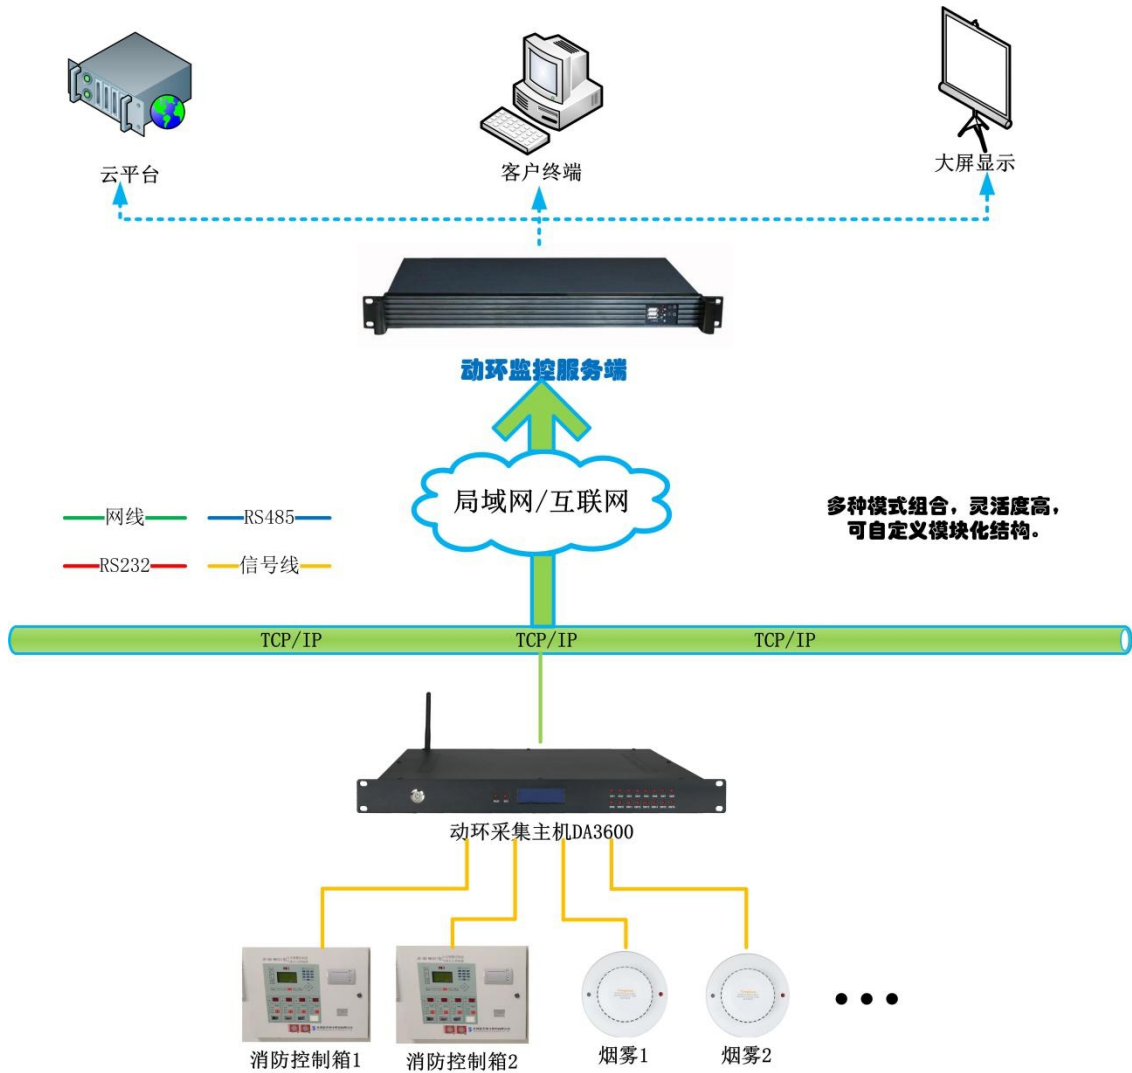 云平台
客户终端
大屏显示
动环监控服务端
局域网/互联网
网线
RS485
RS232
信号线
多种模式组合，灵活度高，
可自定义模块化结构。
TCP/IP
TCP/IP
TCP/IP
动环采集主机DA3600
消防控制箱1
消防控制箱2
烟雾1
烟雾2